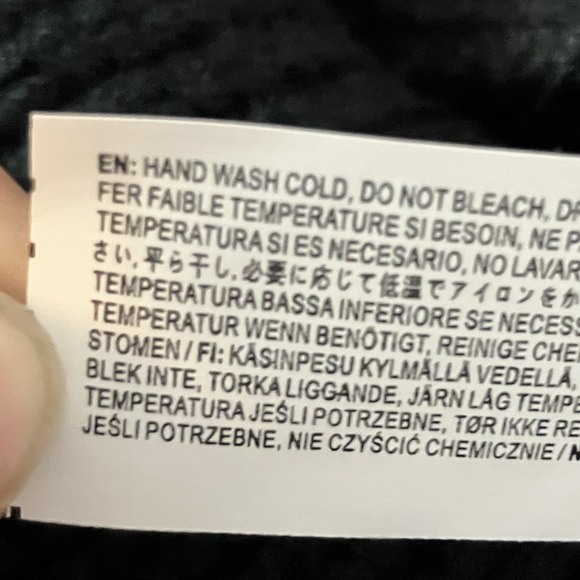 EN: HAND WASH COLD, DO NOT BLEACH,
FER FAIBLE TEMPERATURE SI BESOIN, NE
TEMPERATURA SI ES NECESARIO, NO LAVAR
さい, 平ら干し, 必要に応じて低温でアイロンをか
TEMPERATURA BASSA INFERIORE SE NECESS
TEMPERATUR WENN BENÖTIGT, REINIGE CHE
STOMEN / FI: KÄSINPESU KYLMÄLLÄ VEDELLÄ,
BLEK INTE, TORKA LIGGANDE, JÄRN LÅG TEMPE
TEMPERATURA JEŚLI POTRZEBNE, TØR IKKE RE
JEŚLI POTRZEBNE, NIE CZYŚCIĆ CHEMICZNIE / N